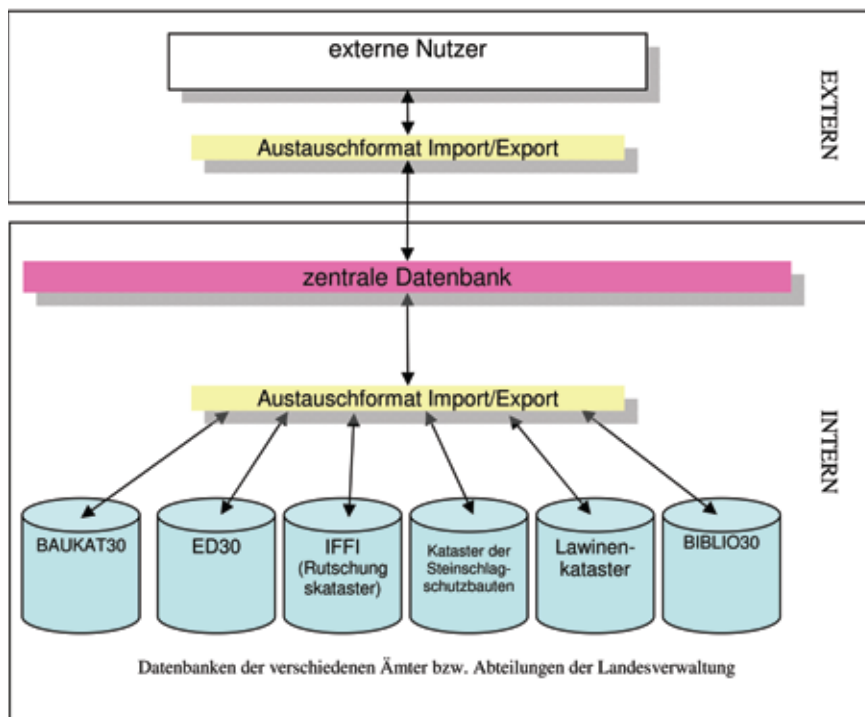 externe Nutzer
Austauschformat Import/Export
EXTERN
zentrale Datenbank
Austauschformat Import/Export
INTERN
BAUKAT30
ED30
IFFI
(Rutschung
skataster)
Kataster der
Steinschlag-
schutzbauten
Lawinen-
kataster
BIBLIO30
Datenbanken der verschiedenen Ämter bzw. Abteilungen der Landesverwaltung